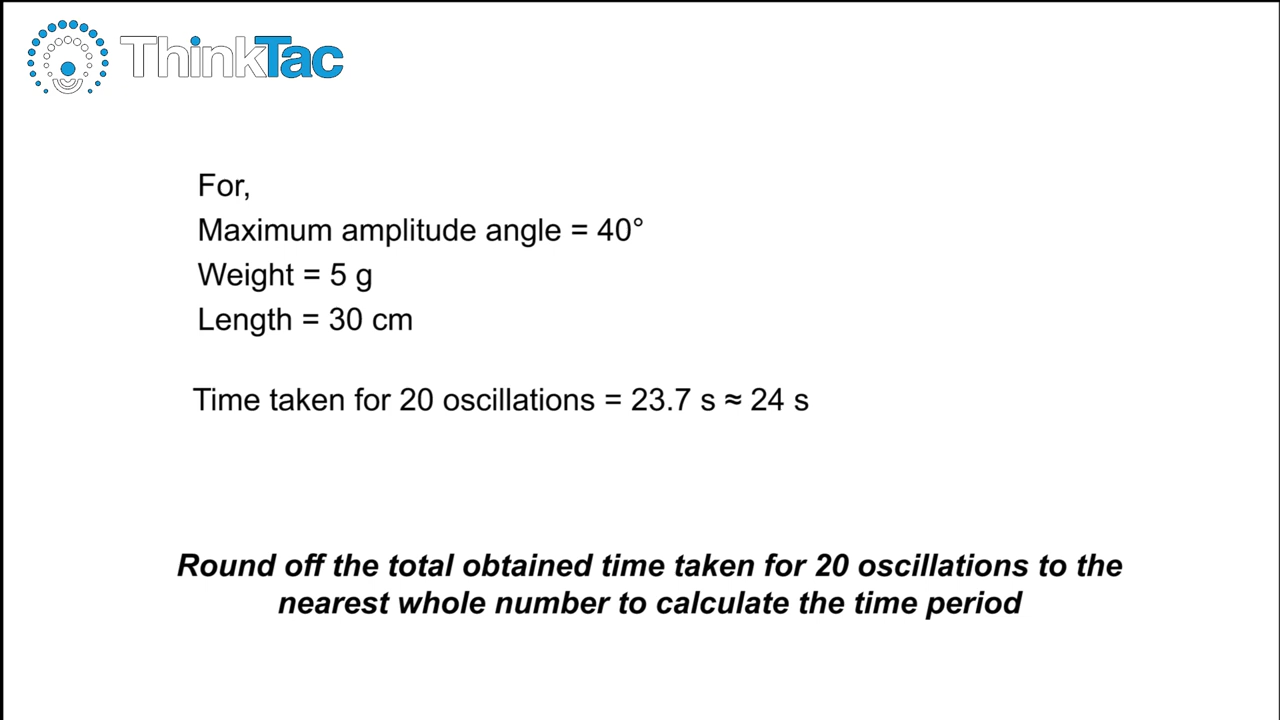 ThinkTac
For,
Maximum amplitude angle = 40°
Weight = 5 g
Length = 30 cm
Time taken for 20 oscillations = 23.7 s ≈ 24 s
Round off the total obtained time taken for 20 oscillations to the
nearest whole number to calculate the time period